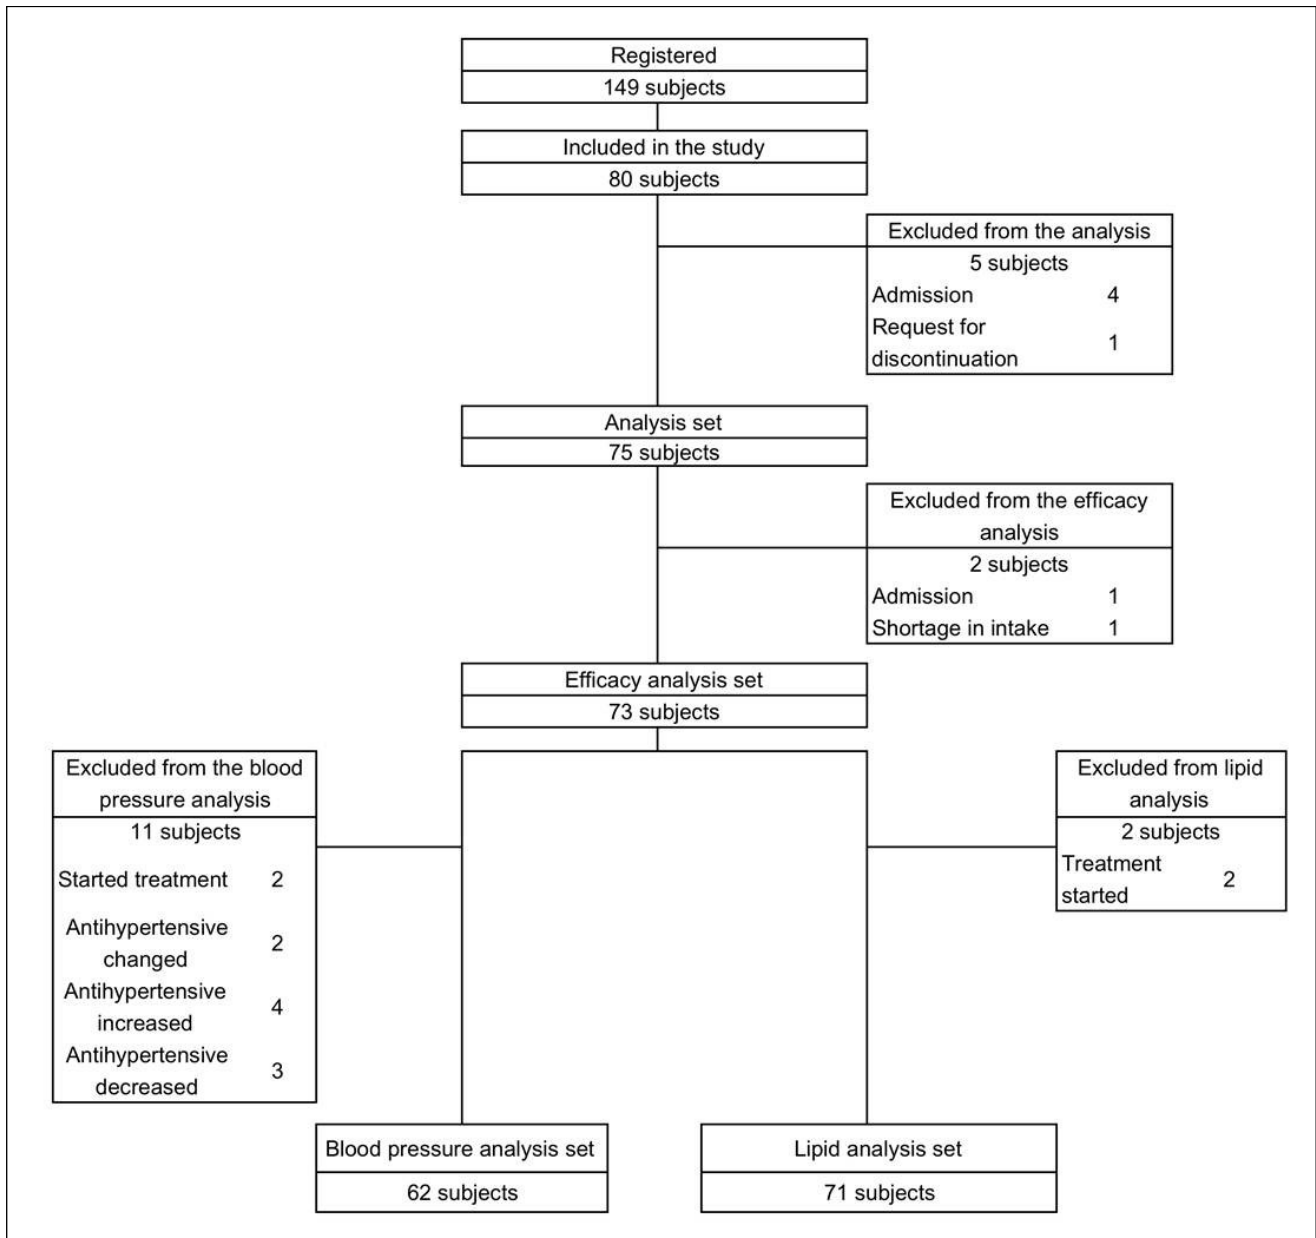 Registered
149 subjects
Included in the study
80 subjects
Excluded from the analysis
5 subjects
Admission 4
Request for
discontinuation 1
Analysis set
75 subjects
Excluded from the efficacy
analysis
2 subjects
Admission 1
Shortage in intake 1
Efficacy analysis set
73 subjects
Excluded from the blood
pressure analysis
11 subjects
Started treatment 2
Antihypertensive
changed 2
Antihypertensive
increased 4
Antihypertensive
decreased 3
Excluded from lipid
analysis
2 subjects
Treatment
started 2
Blood pressure analysis set
62 subjects
Lipid analysis set
71 subjects